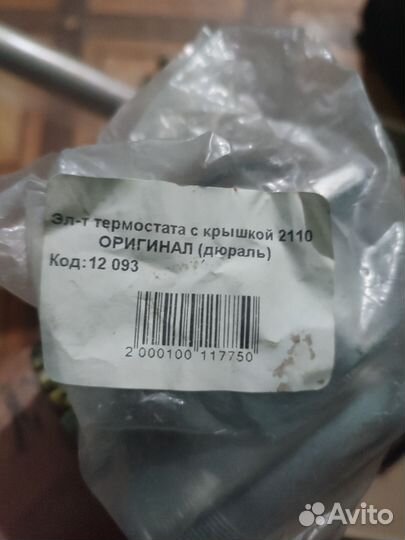 Эл-т термостата с крышкой 2110
ОРИГИНАЛ (дюраль)
Код:12 093
2 000100 117750
Avito